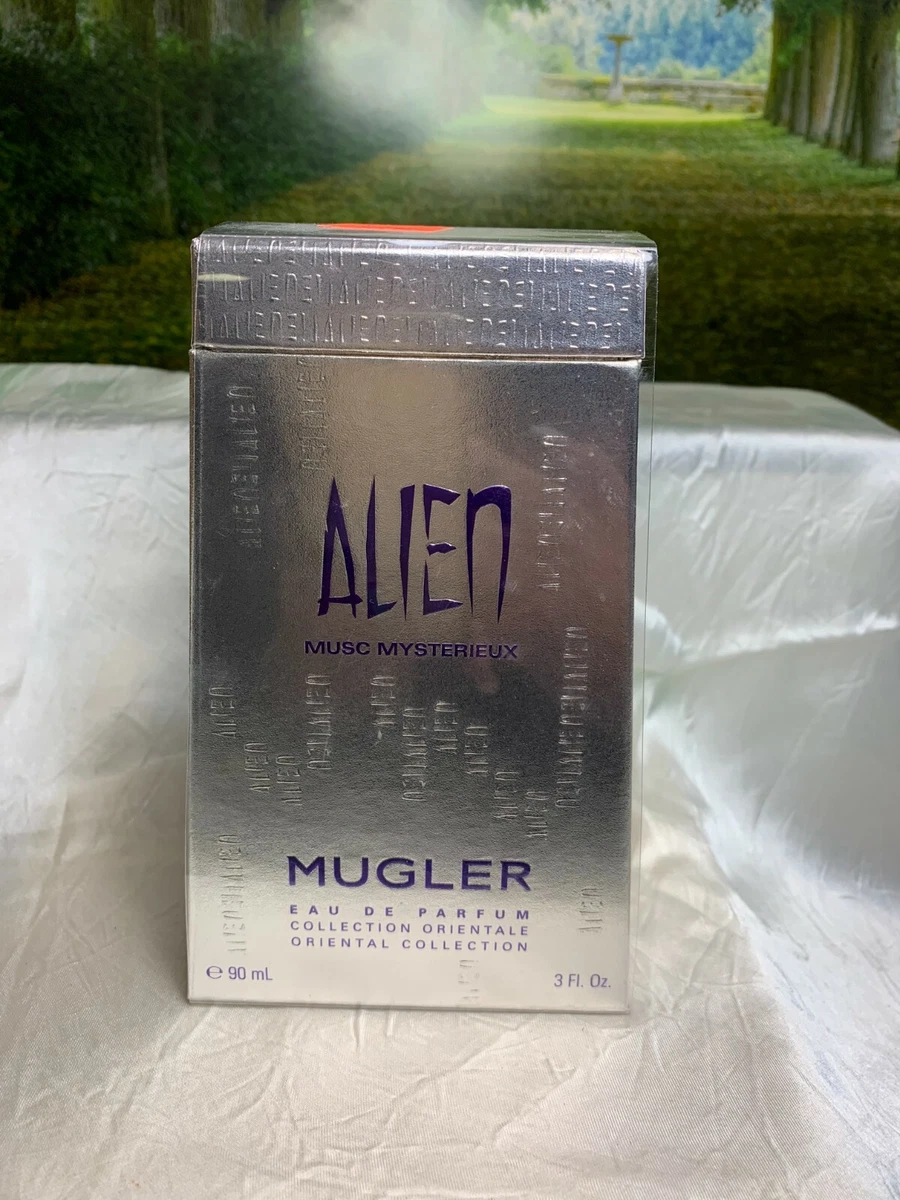 ALIEN
MUSC MYSTERIEUX
MUGLER
EAU DE PARFUM
COLLECTION ORIENTALE
ORIENTAL COLLECTION
℮ 90 mL
3 Fl. Oz.